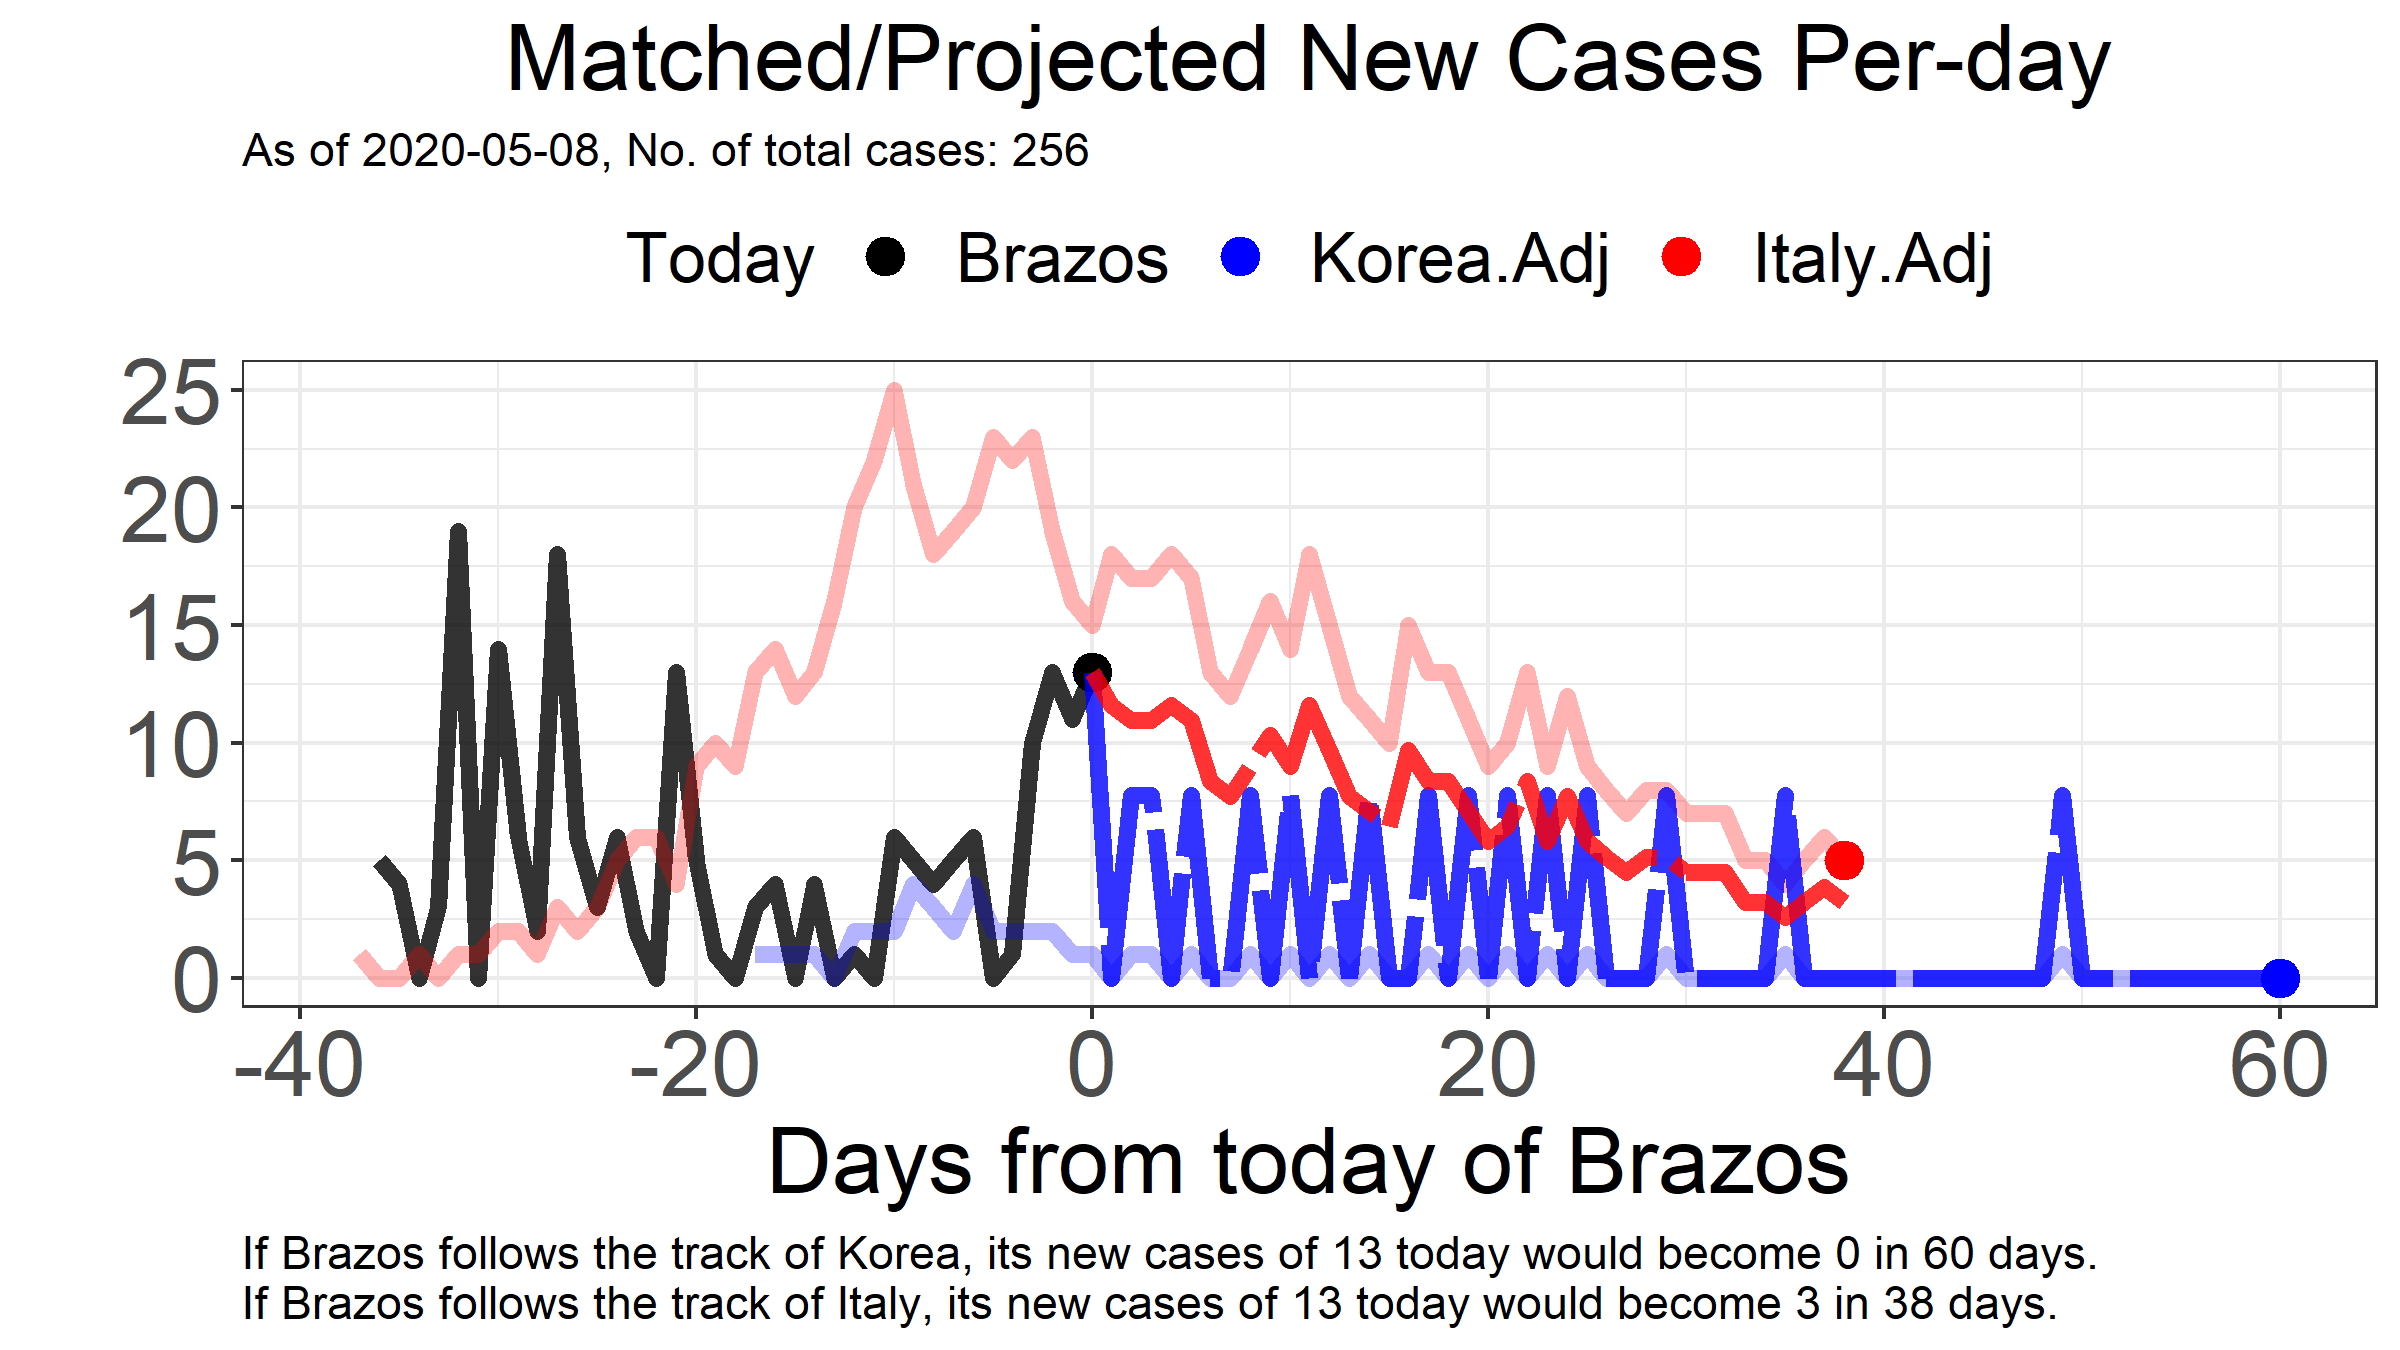 Matched/Projected New Cases Per-day
As of 2020-05-08, No. of total cases: 256
Today Brazos Korea.Adj Italy.Adj
25
20
15
10
5
0
-40 -20 0 20 40 60
Days from today of Brazos
If Brazos follows the track of Korea, its new cases of 13 today would become 0 in 60 days.
If Brazos follows the track of Italy, its new cases of 13 today would become 3 in 38 days.